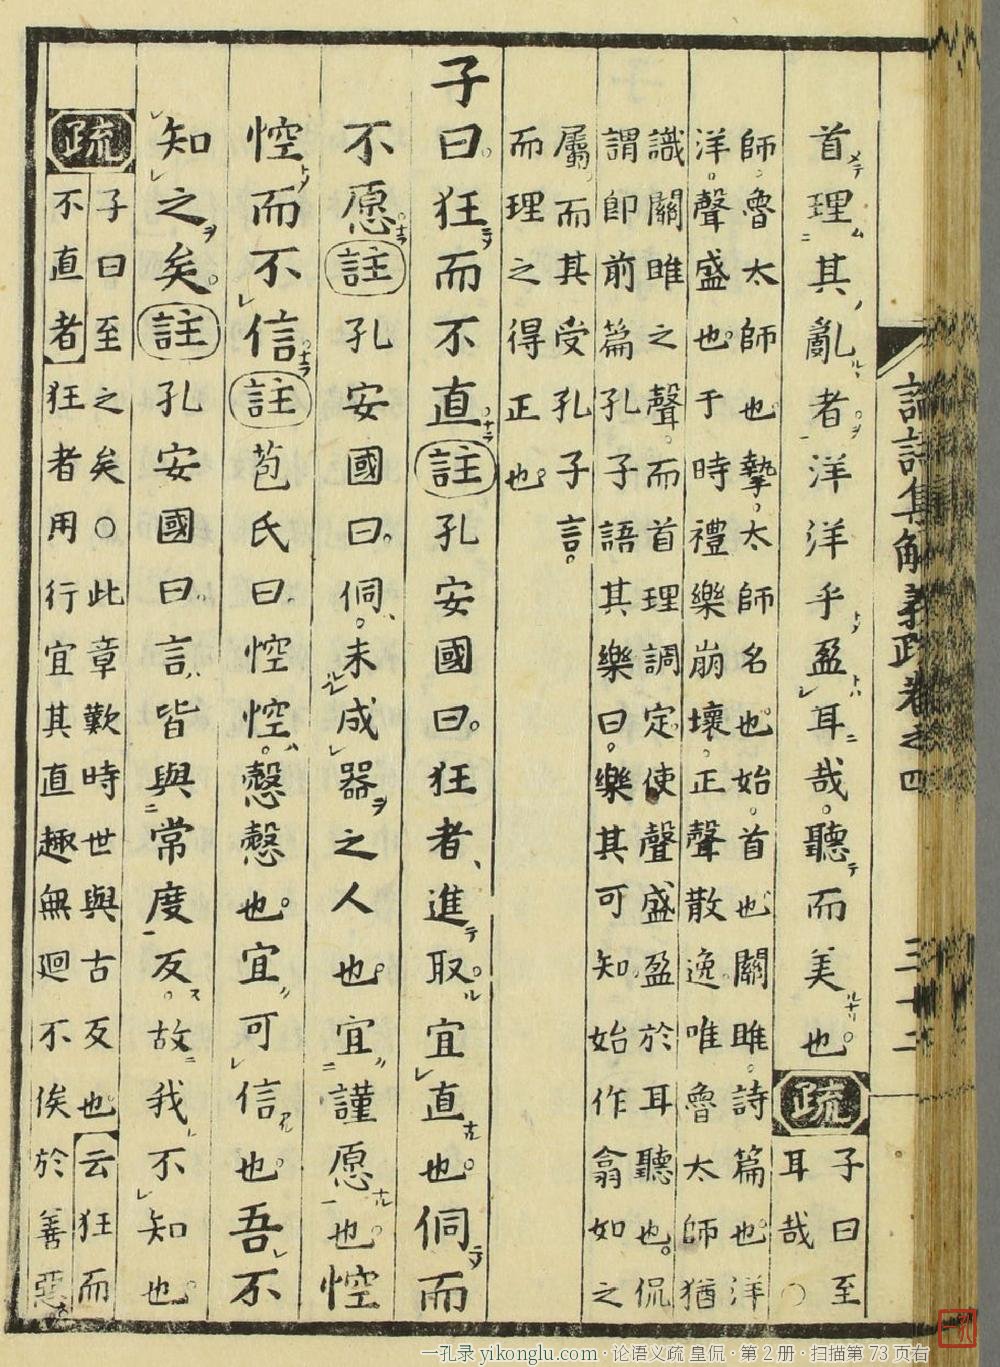 首理其亂者洋洋乎盈耳哉聽而美也疏子曰至
耳哉○
師魯太師也摯太師名也始首也關雎詩篇也洋
洋聲盛也于時禮樂崩壞正聲散逸唯魯太師猶
識關雎之聲而首理調定使聲盛盈於耳聽也侃
謂即前篇孔子語其樂曰樂其可知始作翕如之
屬而其受孔子言
而理之得正也
子曰狂而不直註孔安國曰狂者進取宜直也侗而
不愿註孔安國曰侗未成器之人也宜謹愿也悾
悾而不信註苞氏曰悾悾慤慤也宜可信也吾不
知之矣註孔安國曰言皆與常度反故我不知也
疏子曰至之矣○此章歎時世與古反也云狂而
不直者狂者用行宜其直趣無廻不俟於善惡
論語集解義疏卷之四
三十二
一孔录 yikonglu.com · 论语义疏 皇侃 · 第 2 册 · 扫描第 73 页右